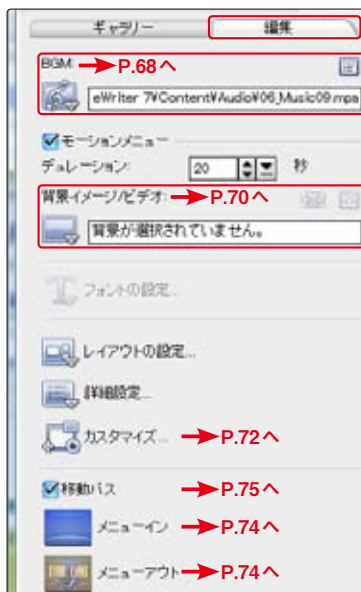 ギャラリー 編集
BGM: P.68へ
eWriter 7¥Content¥Audio¥06_Music09.mpa
モーションメニュー
デュレーション: 20 秒
背景イメージ/ビデオ: P.70へ
背景が選択されていません。
フォントの設定...
レイアウトの設定...
詳細設定...
カスタマイズ... P.72へ
移動パス P.75へ
メニューイン P.74へ
メニューアウト P.74へ